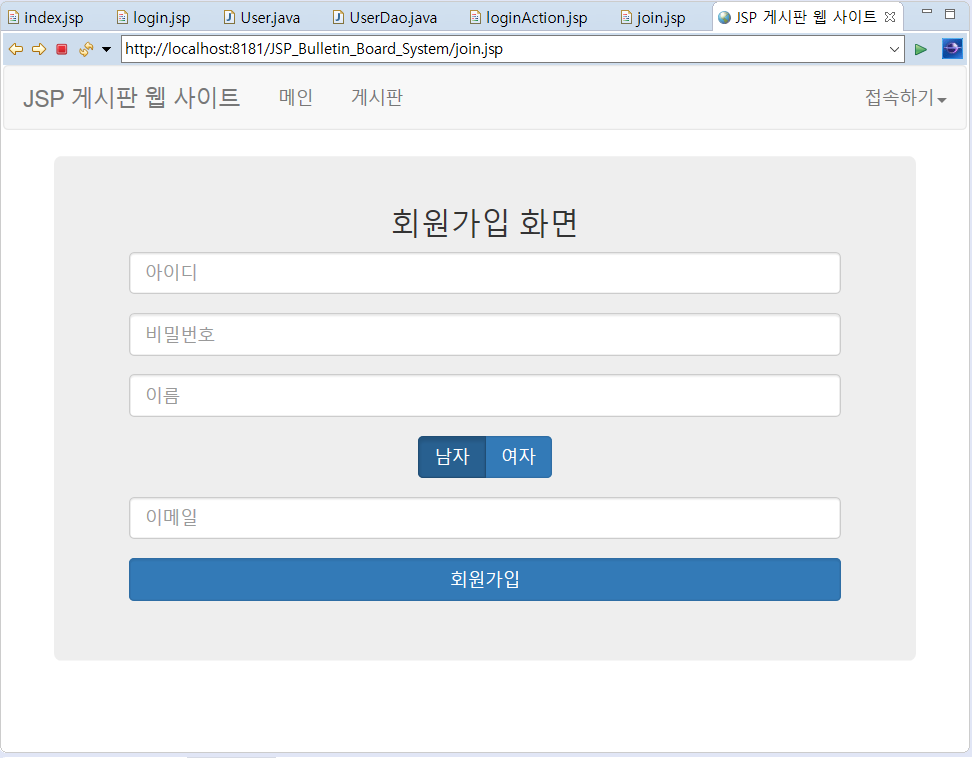 index.jsp login.jsp User.java UserDao.java loginAction.jsp join.jsp JSP 게시판 웹 사이트
http://localhost:8181/JSP_Bulletin_Board_System/join.jsp
JSP 게시판 웹 사이트 메인 게시판 접속하기
회원가입 화면
아이디
비밀번호
이름
남자 여자
이메일
회원가입